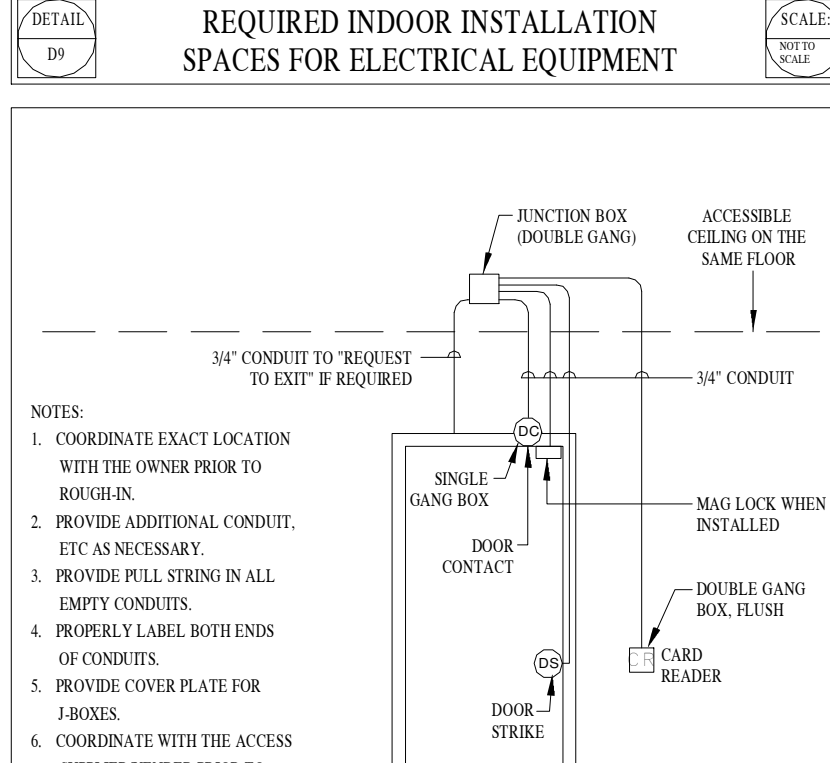 DETAIL
D9
REQUIRED INDOOR INSTALLATION
SPACES FOR ELECTRICAL EQUIPMENT
SCALE:
NOT TO
SCALE
JUNCTION BOX
(DOUBLE GANG)
ACCESSIBLE
CEILING ON THE
SAME FLOOR
3/4" CONDUIT TO "REQUEST
TO EXIT" IF REQUIRED
3/4" CONDUIT
NOTES:
1. COORDINATE EXACT LOCATION
WITH THE OWNER PRIOR TO
ROUGH-IN.
2. PROVIDE ADDITIONAL CONDUIT,
ETC AS NECESSARY.
3. PROVIDE PULL STRING IN ALL
EMPTY CONDUITS.
4. PROPERLY LABEL BOTH ENDS
OF CONDUITS.
5. PROVIDE COVER PLATE FOR
J-BOXES.
6. COORDINATE WITH THE ACCESS
DC
SINGLE
GANG BOX
DOOR
CONTACT
MAG LOCK WHEN
INSTALLED
DOUBLE GANG
BOX, FLUSH
CR
CARD
READER
DS
DOOR
STRIKE